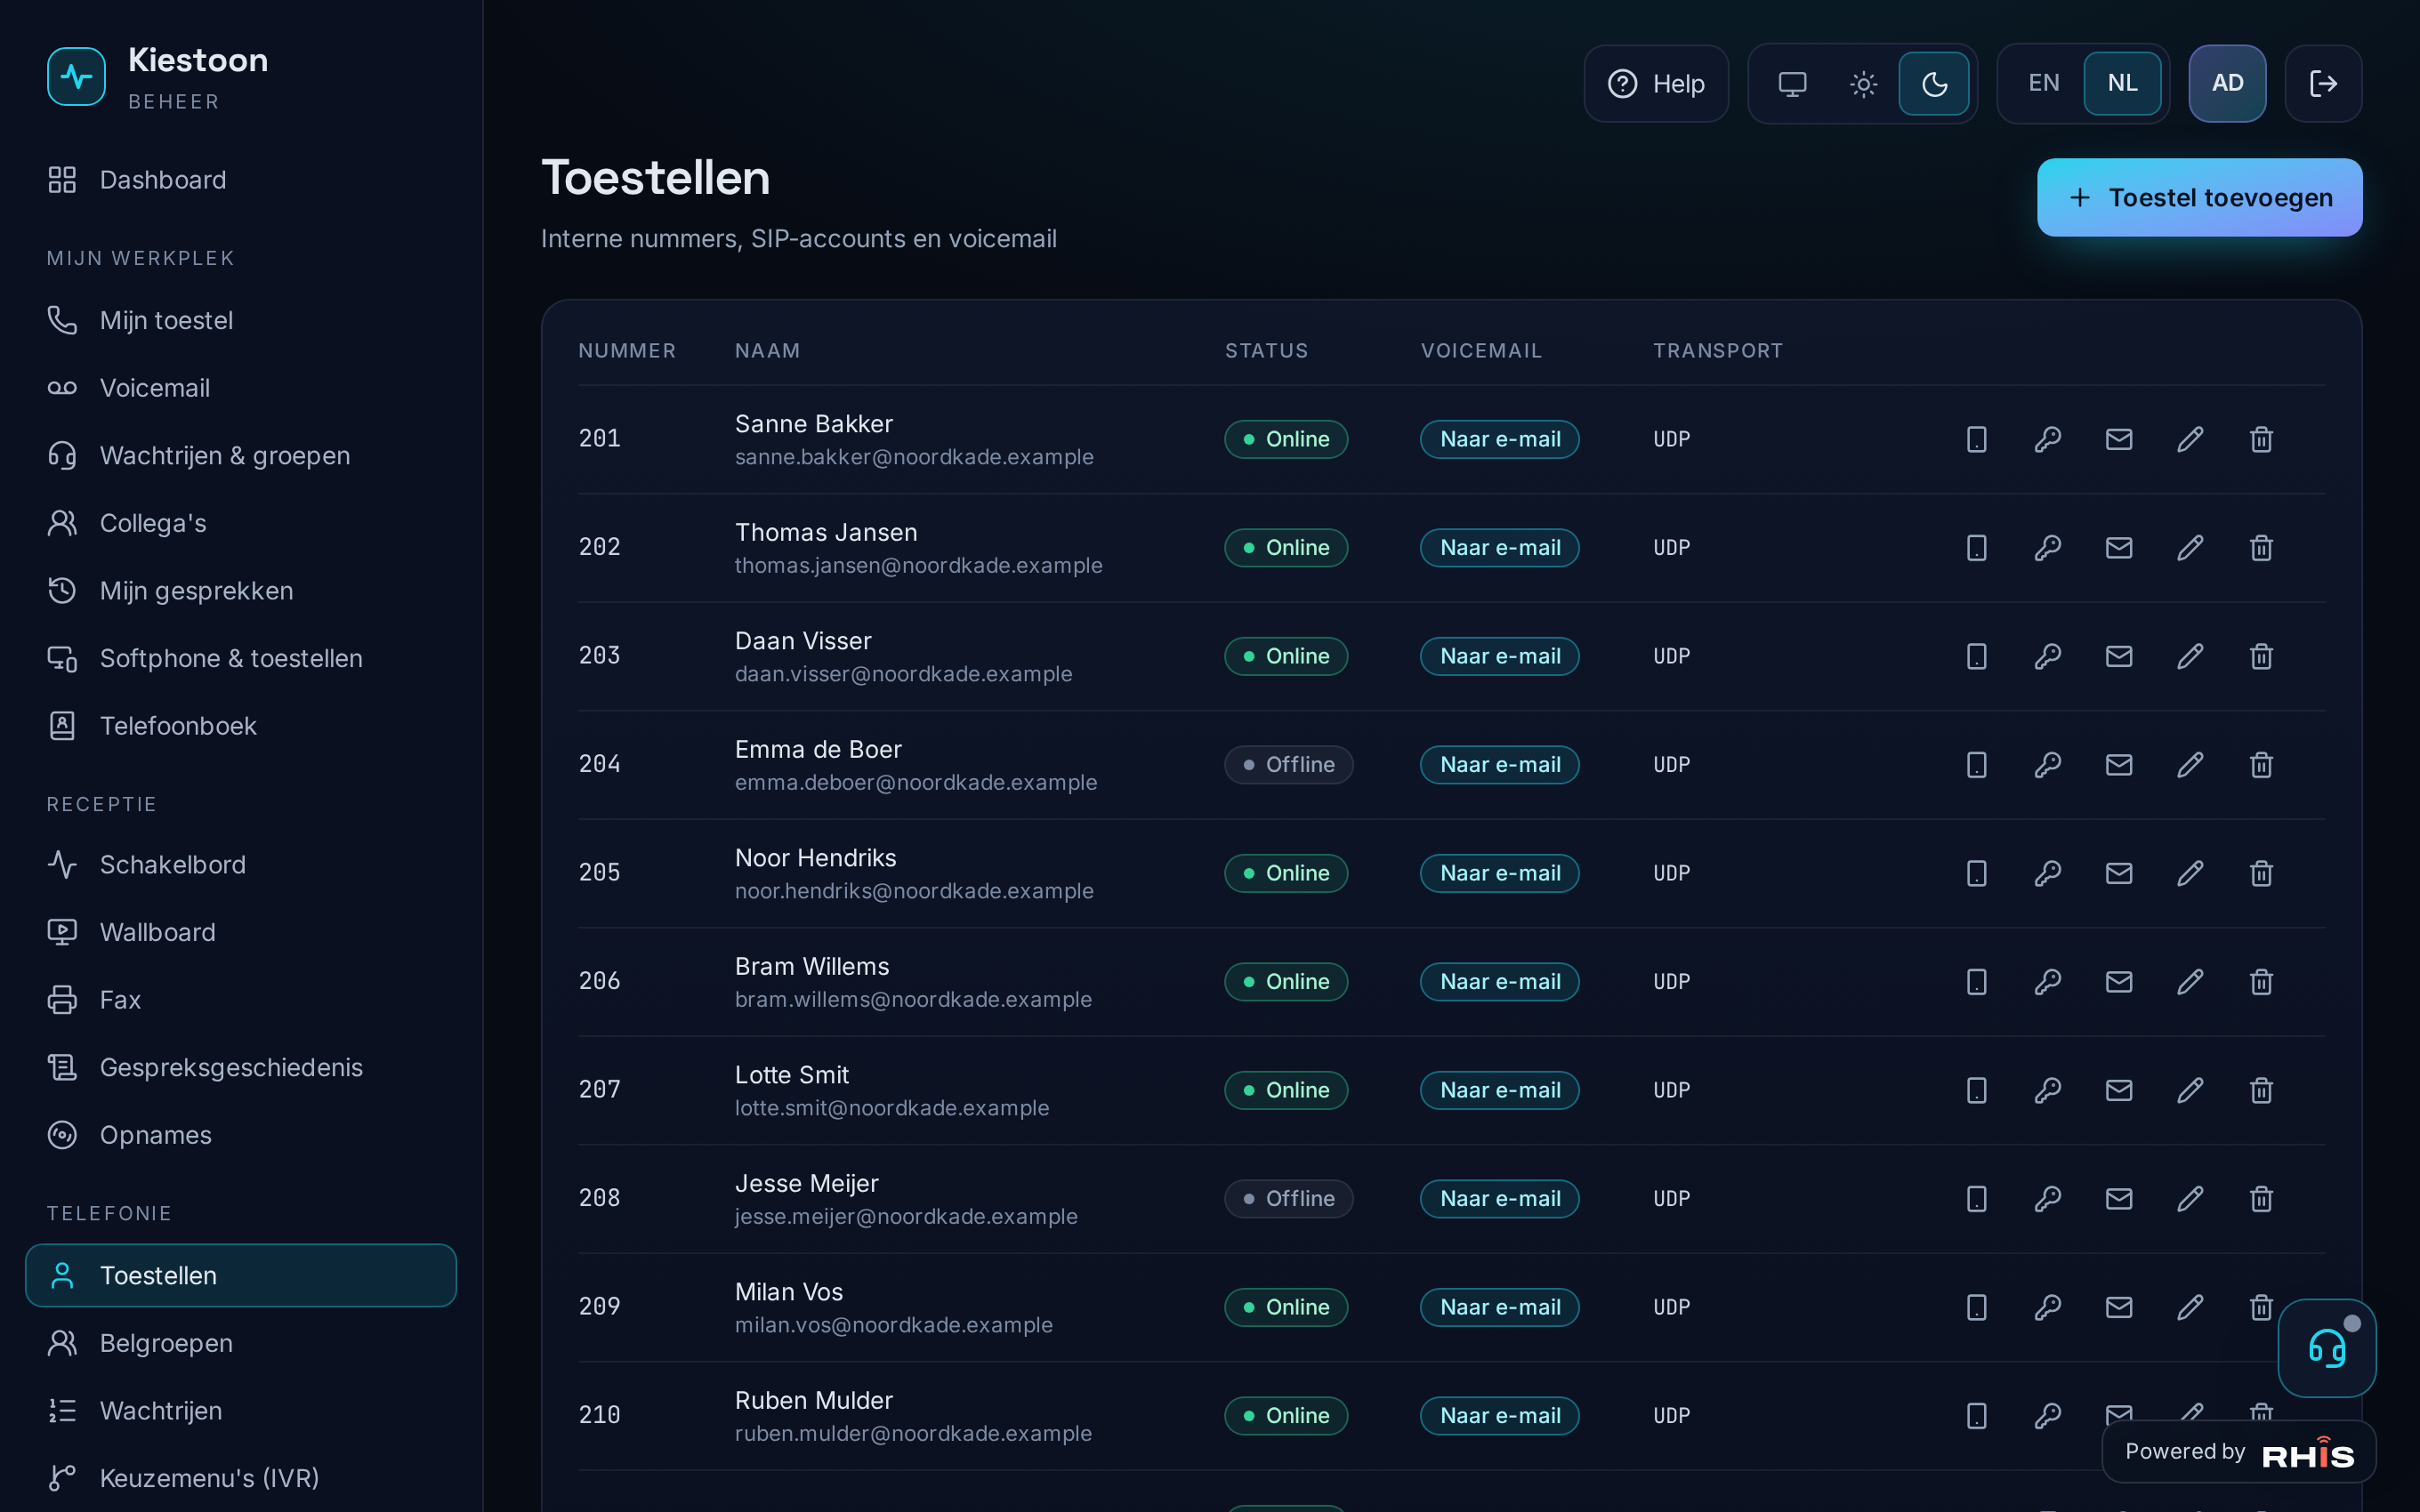 Kiestoon
BEHEER
Dashboard
MIJN WERKPLEK
Mijn toestel
Voicemail
Wachtrijen & groepen
Collega's
Mijn gesprekken
Softphone & toestellen
Telefoonboek
RECEPTIE
Schakelbord
Wallboard
Fax
Gespreksgeschiedenis
Opnames
TELEFONIE
Toestellen
Belgroepen
Wachtrijen
Keuzemenu's (IVR)
Help
EN NL
AD
Toestellen
Interne nummers, SIP-accounts en voicemail
Toestel toevoegen
NUMMER NAAM STATUS VOICEMAIL TRANSPORT
201 Sanne Bakker Online Naar e-mail UDP
sanne.bakker@noordkade.example
202 Thomas Jansen Online Naar e-mail UDP
thomas.jansen@noordkade.example
203 Daan Visser Online Naar e-mail UDP
daan.visser@noordkade.example
204 Emma de Boer Offline Naar e-mail UDP
emma.deboer@noordkade.example
205 Noor Hendriks Online Naar e-mail UDP
noor.hendriks@noordkade.example
206 Bram Willems Online Naar e-mail UDP
bram.willems@noordkade.example
207 Lotte Smit Online Naar e-mail UDP
lotte.smit@noordkade.example
208 Jesse Meijer Offline Naar e-mail UDP
jesse.meijer@noordkade.example
209 Milan Vos Online Naar e-mail UDP
milan.vos@noordkade.example
210 Ruben Mulder Online Naar e-mail UDP
ruben.mulder@noordkade.example
Powered by RHIS